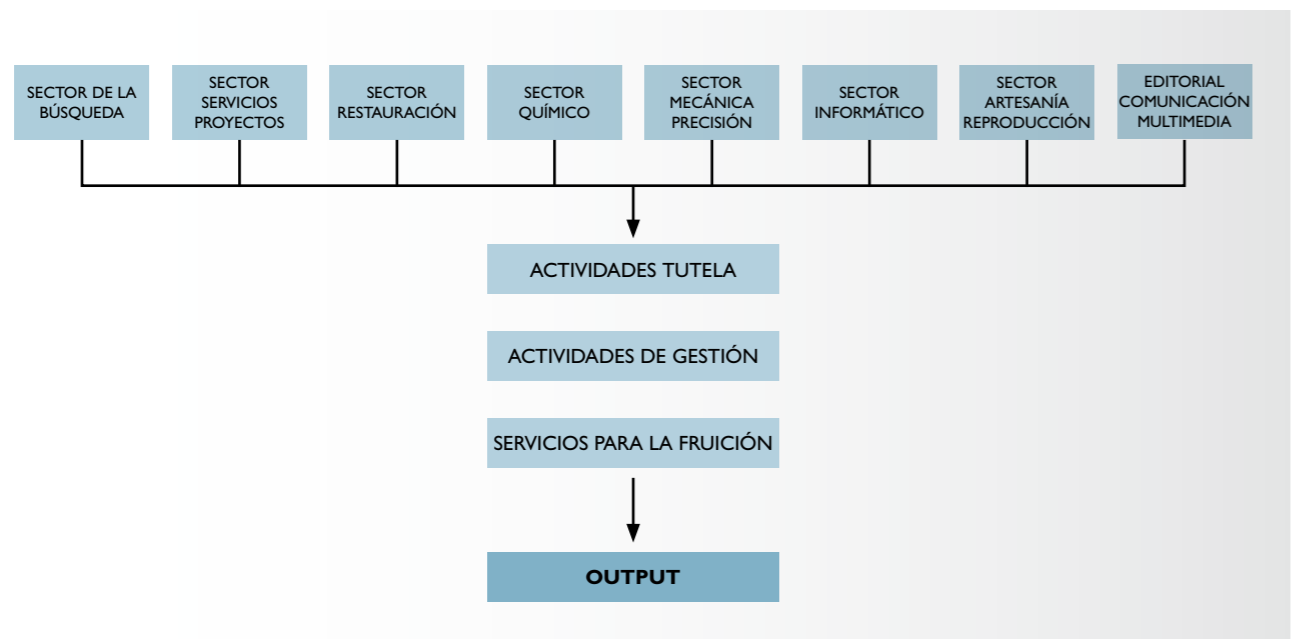 SECTOR DE LA
BÚSQUEDA
SECTOR
SERVICIOS
PROYECTOS
SECTOR
RESTAURACIÓN
SECTOR
QUÍMICO
SECTOR
MECÁNICA
PRECISIÓN
SECTOR
INFORMÁTICO
SECTOR
ARTESANÍA
REPRODUCCIÓN
EDITORIAL
COMUNICACIÓN
MULTIMEDIA
ACTIVIDADES TUTELA
ACTIVIDADES DE GESTIÓN
SERVICIOS PARA LA FRUICIÓN
OUTPUT